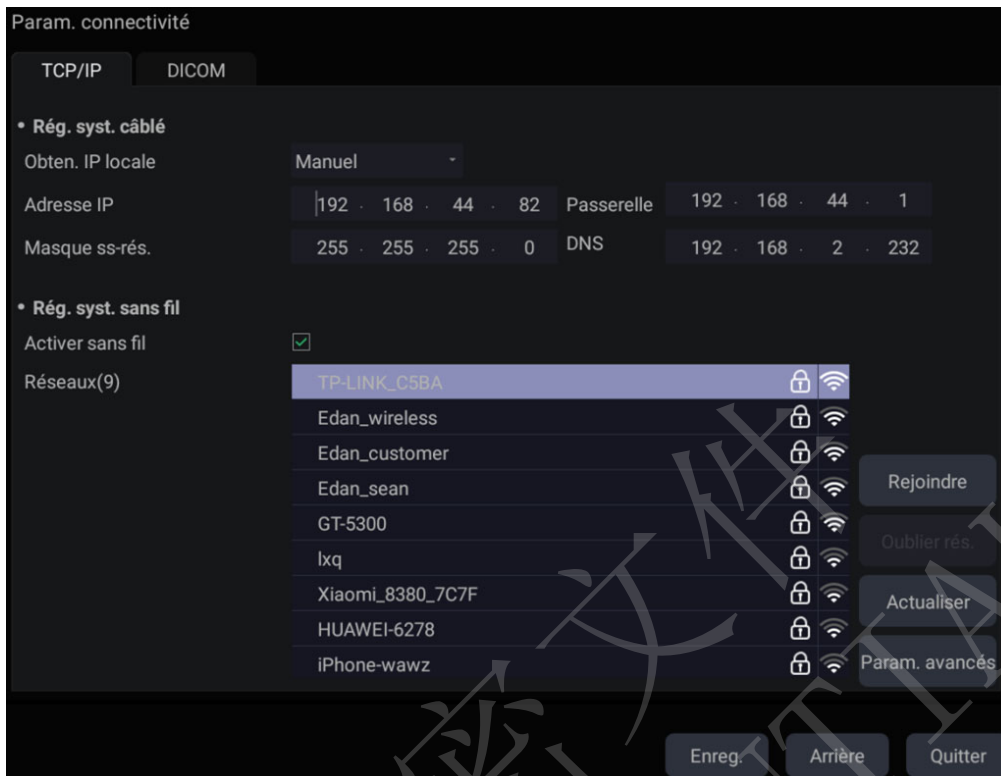 Param. connectivité
TCP/IP DICOM
• Rég. syst. câblé
Obten. IP locale Manuel
Adresse IP 192 . 168 . 44 . 82 Passerelle 192 . 168 . 44 . 1
Masque ss-rés. 255 . 255 . 255 . 0 DNS 192 . 168 . 2 . 232
• Rég. syst. sans fil
Activer sans fil
Réseaux(9) TP-LINK_C5BA
Edan_wireless
Edan_customer
Edan_sean
Rejoindre
GT-5300
Oublier rés.
lxq
Xiaomi_8380_7C7F
Actualiser
HUAWEI-6278
iPhone-wawz
Param. avancés
Enreg. Arrière Quitter
密文件